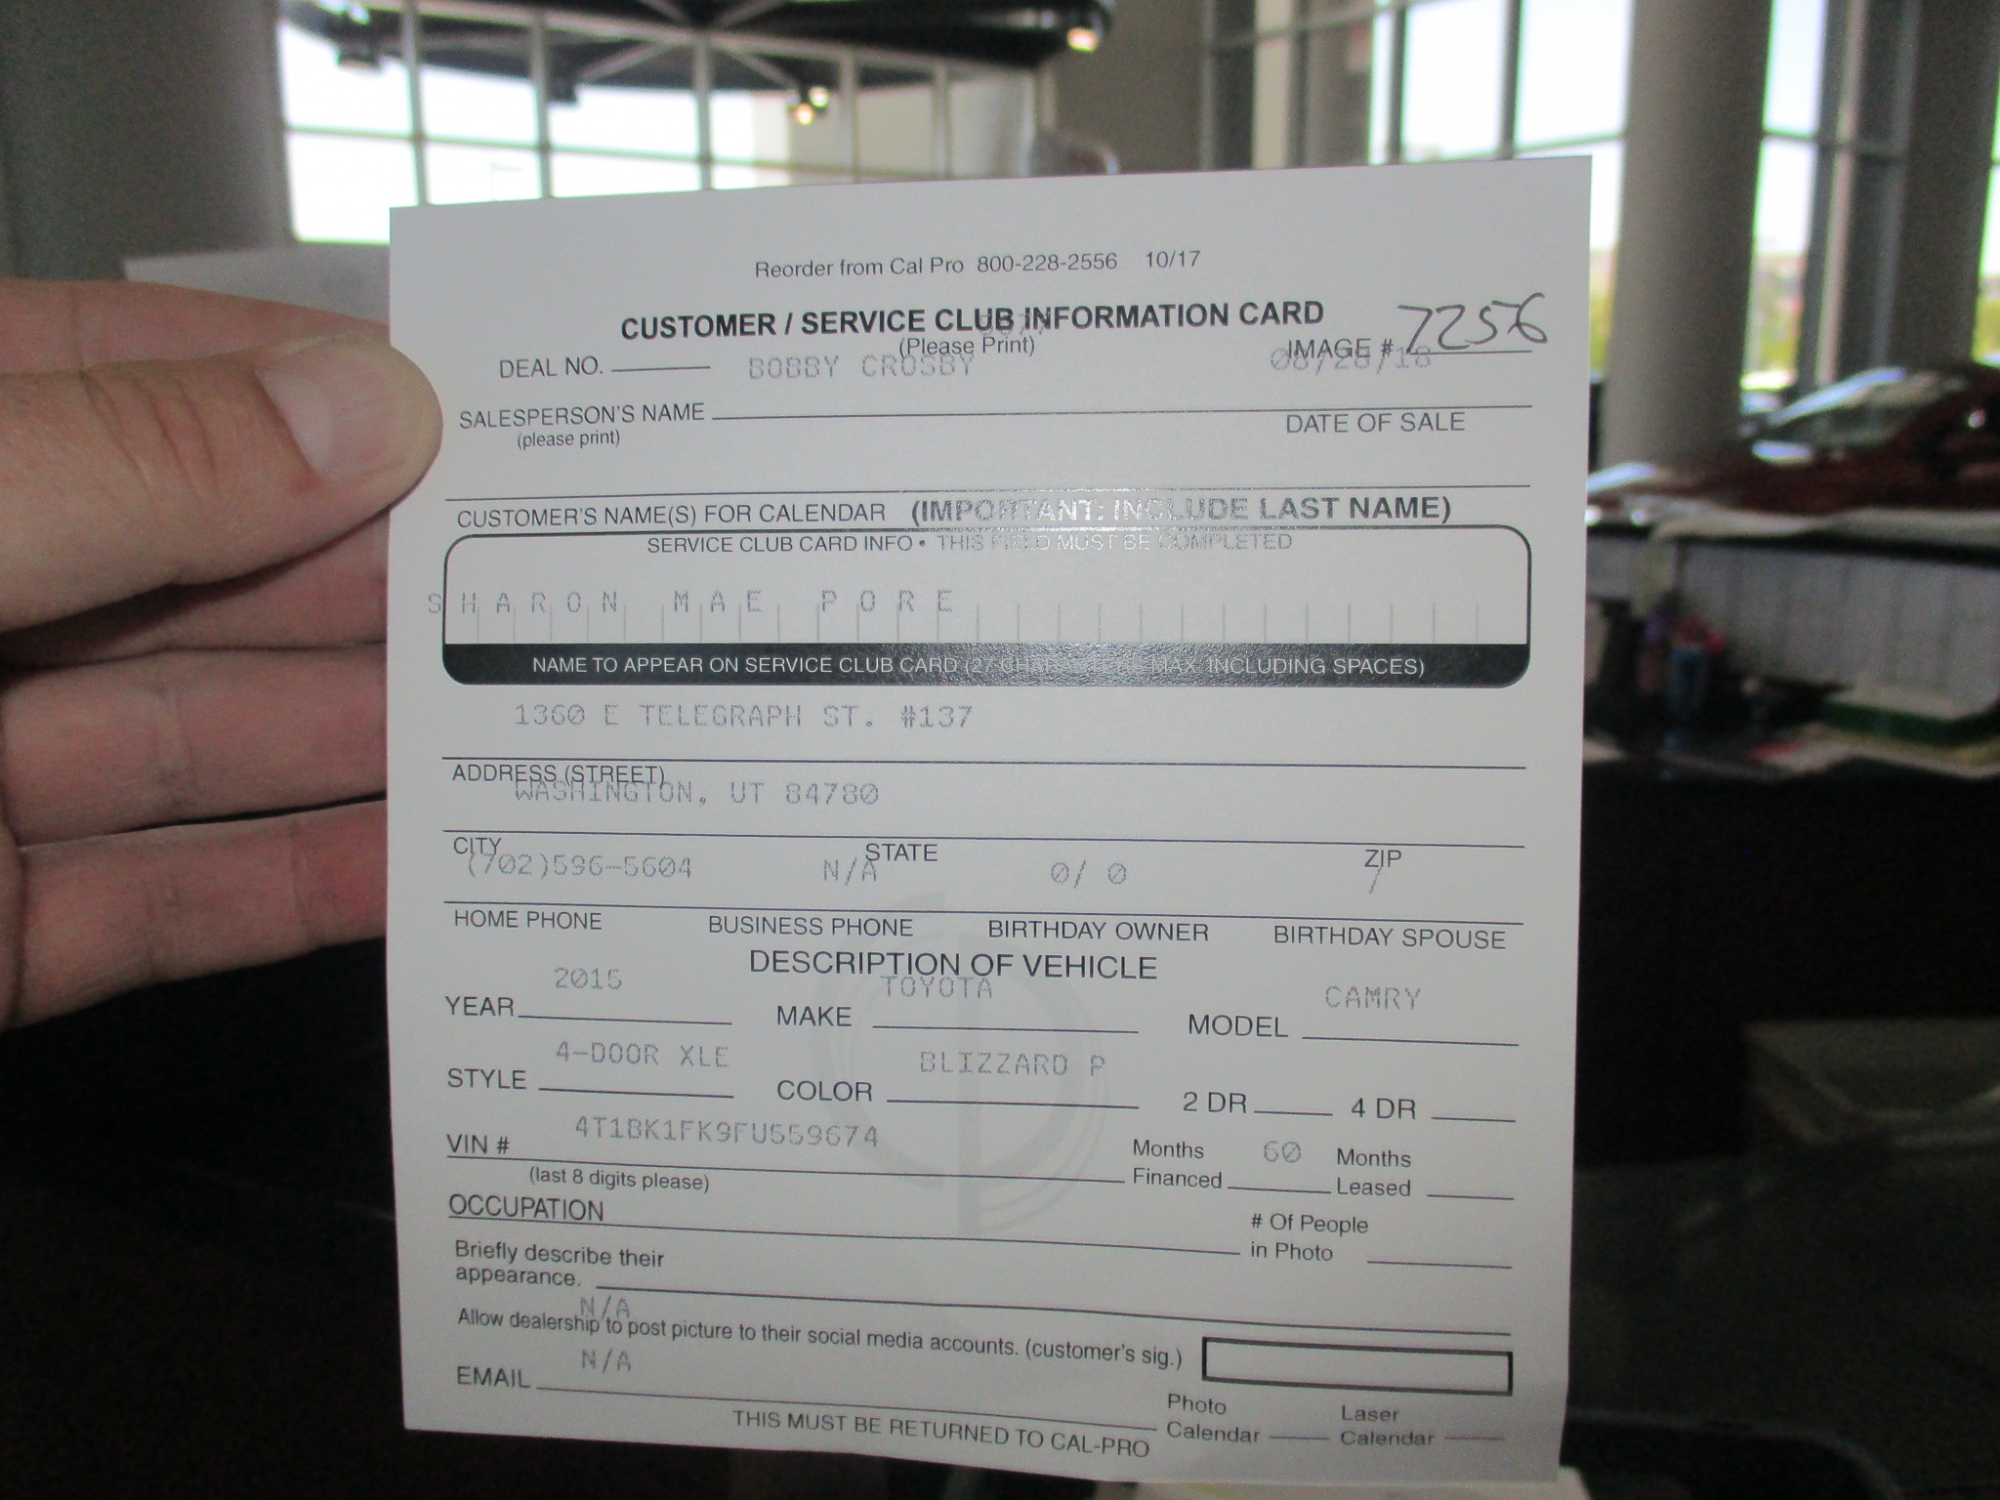 Reorder from Cal Pro 800-228-2556 10/17
CUSTOMER / SERVICE CLUB INFORMATION CARD
(Please Print)
DEAL NO. IMAGE # 7256
BOBBY CROSBY 08/28/18
SALESPERSON'S NAME DATE OF SALE
(please print)
CUSTOMER'S NAME(S) FOR CALENDAR (IMPORTANT: INCLUDE LAST NAME)
SERVICE CLUB CARD INFO • THIS FIELD MUST BE COMPLETED
SHARON MAE PORE
NAME TO APPEAR ON SERVICE CLUB CARD (27 CHARACTERS MAX INCLUDING SPACES)
1360 E TELEGRAPH ST. #137
ADDRESS (STREET)
WASHINGTON, UT 84780
CITY STATE ZIP
(702)596-5604 N/A 0/ 0 /
HOME PHONE BUSINESS PHONE BIRTHDAY OWNER BIRTHDAY SPOUSE
DESCRIPTION OF VEHICLE
2015 TOYOTA CAMRY
YEAR MAKE MODEL
4-DOOR XLE BLIZZARD P
STYLE COLOR 2 DR 4 DR
4T1BK1FK9FU559674
VIN # Months Financed 60 Months Leased
(last 8 digits please)
OCCUPATION # Of People in Photo
Briefly describe their
appearance.
N/A
Allow dealership to post picture to their social media accounts. (customer's sig.)
N/A
EMAIL
Photo Calendar Laser Calendar
THIS MUST BE RETURNED TO CAL-PRO